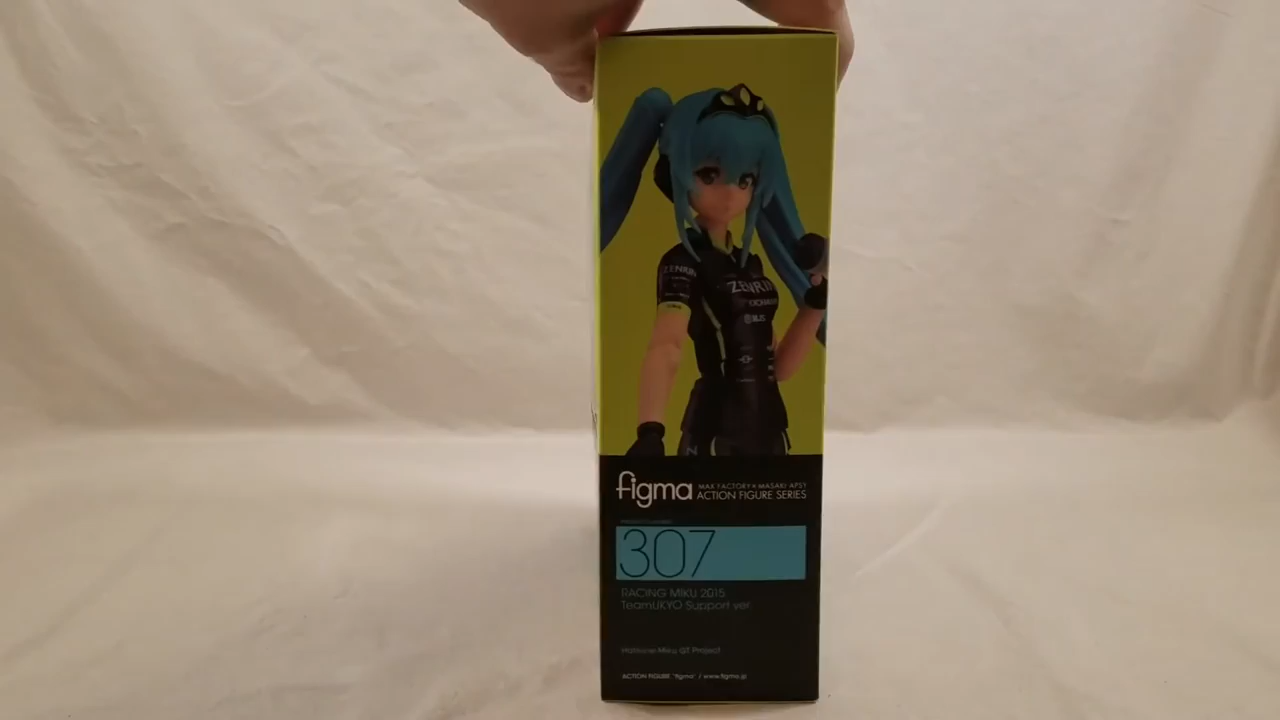 ZENRIN
ZENRIN
figma MAX FACTORY × MASAKI APSY
ACTION FIGURE SERIES
307
RACING MIKU 2015
TeamUKYO Support ver.
Hatsune Miku GT Project
ACTION FIGURE "figma" / www.figma.jp